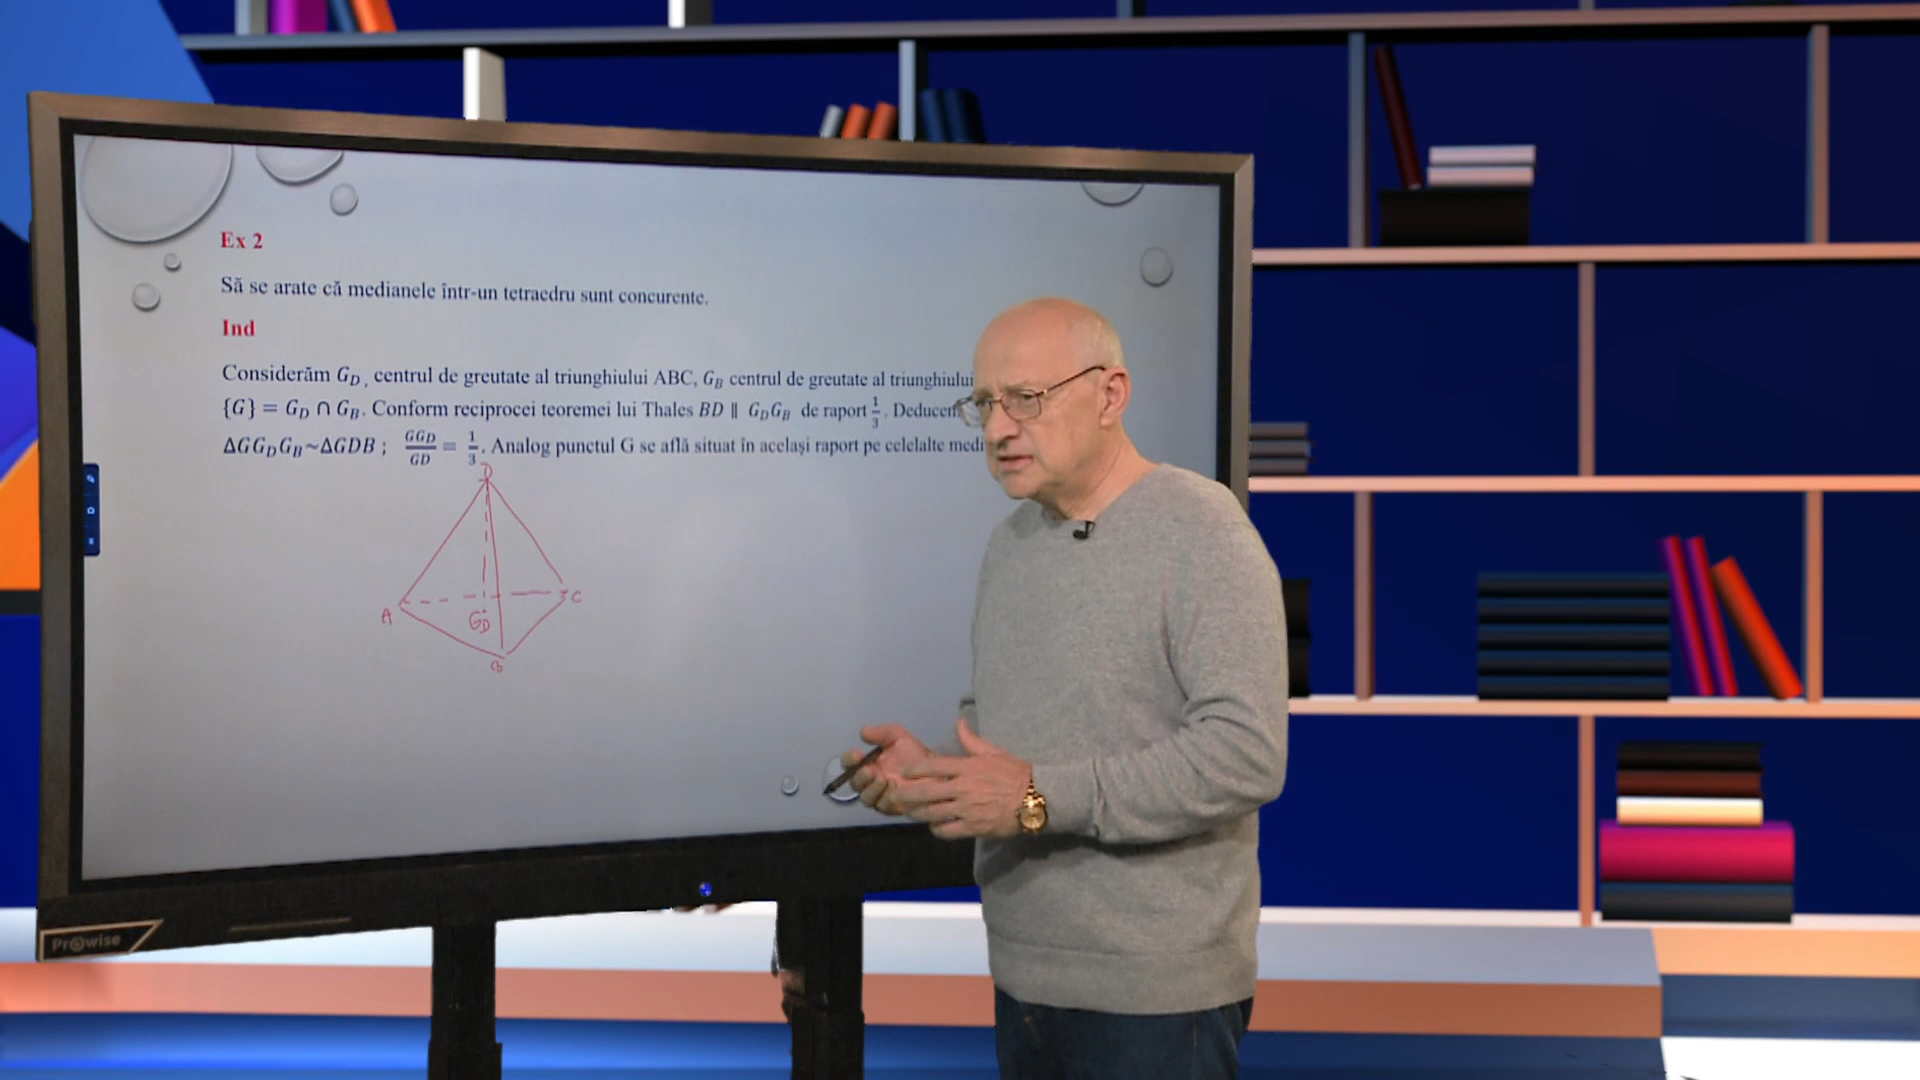 Ex 2
Să se arate că medianele într-un tetraedru sunt concurente.
Ind
Considerăm G_D, centrul de greutate al triunghiului ABC, G_B centrul de greutate al triunghiului
{G} = G_D ∩ G_B. Conform reciprocei teoremei lui Thales BD ∥ G_DG_B de raport 1/3. Deducem
ΔGG_DG_B~ΔGDB ; GG_D/GD = 1/3. Analog punctul G se află situat în același raport pe celelalte
D
A
C
G_D
B
Prowise